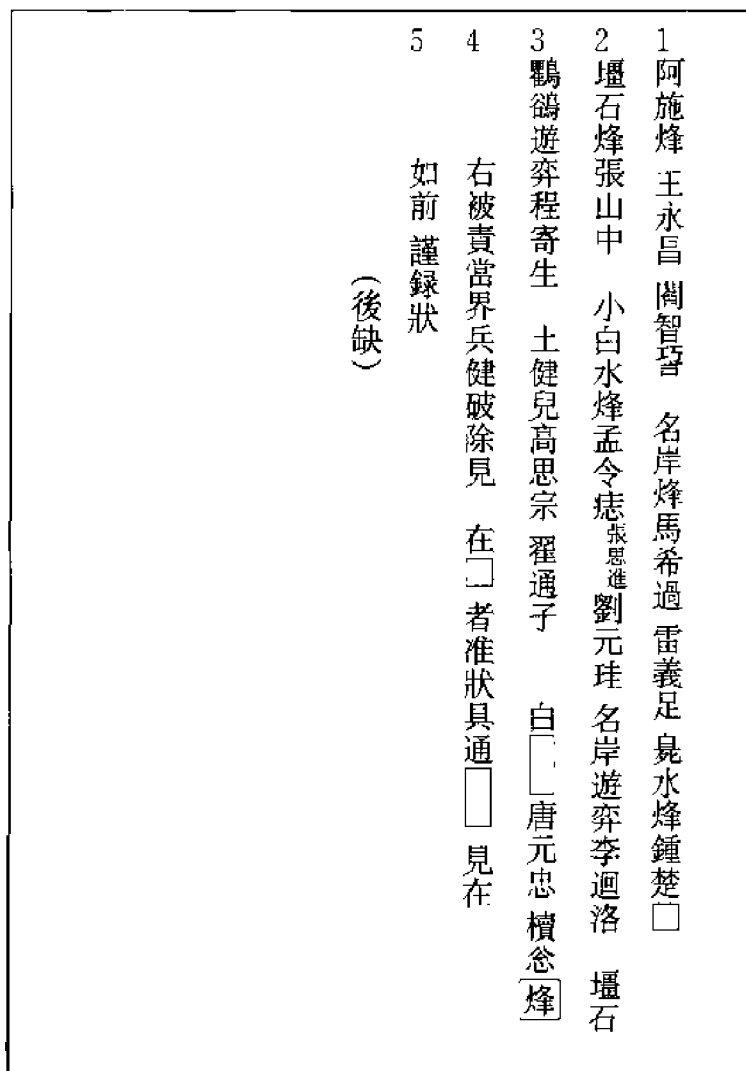 1 阿施烽 王永昌 閻智㓛 名岸烽馬希過 雷義足 㫪水烽鍾楚□
2 壃石烽張山中 小白水烽孟令痣張思進劉元珪 名岸遊弈李迴洛 壃石
3 鸜鵒遊弈程寄生 土健兒高思宗 翟通子 白□唐元忠 櫝忩烽
4 右被責當界兵健破除見 在□者准狀具通□ 見在
5 如前 謹録狀
(後缺)